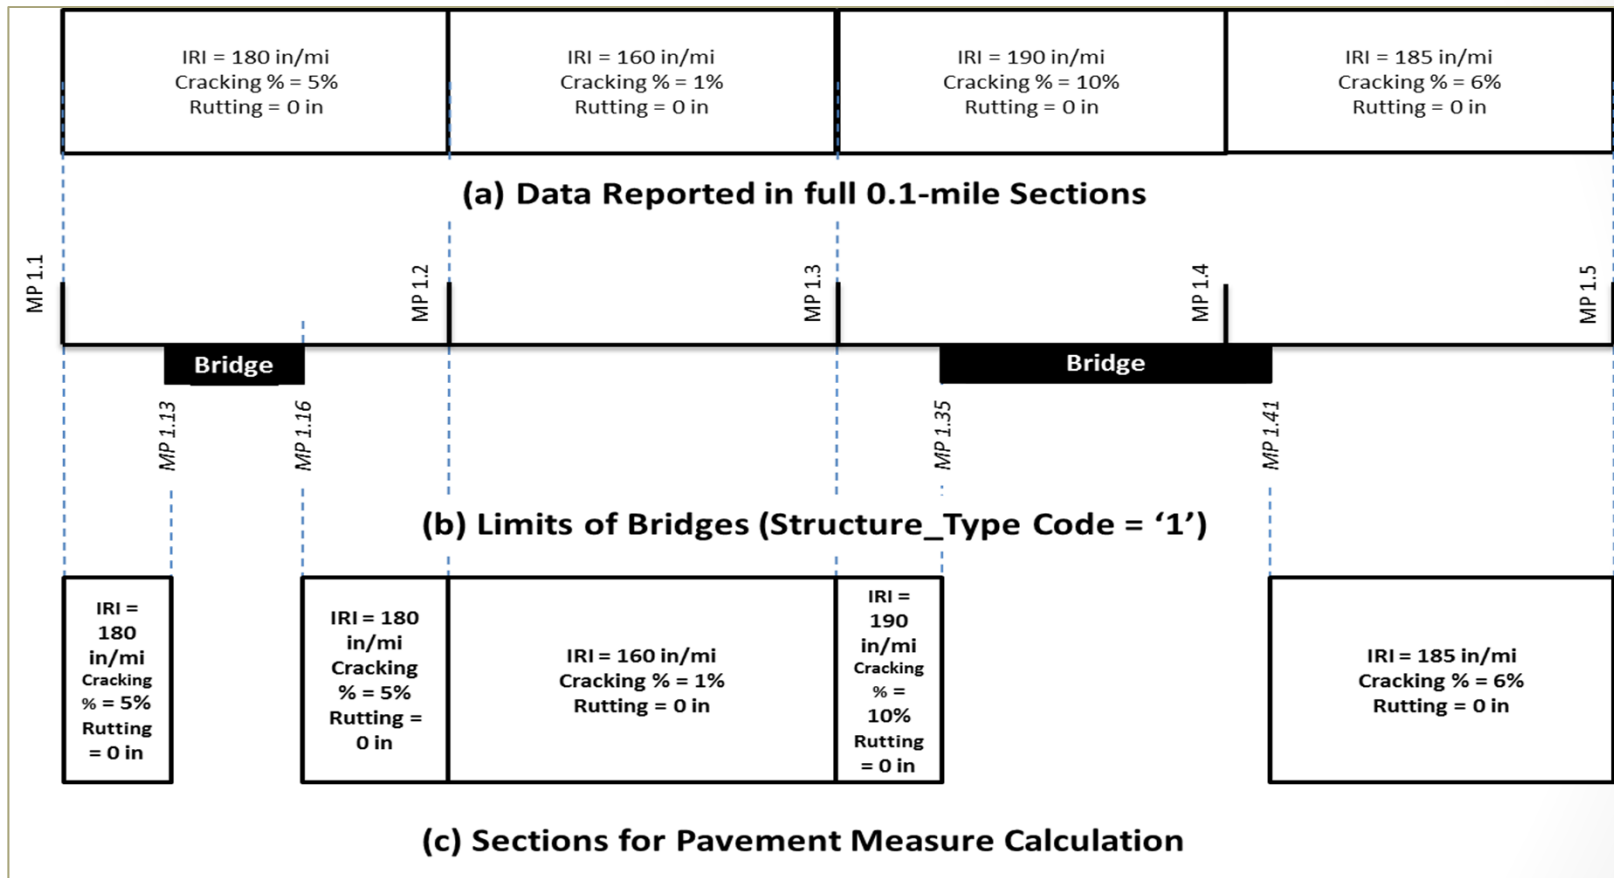 IRI = 180 in/mi
Cracking % = 5%
Rutting = 0 in
IRI = 160 in/mi
Cracking % = 1%
Rutting = 0 in
IRI = 190 in/mi
Cracking % = 10%
Rutting = 0 in
IRI = 185 in/mi
Cracking % = 6%
Rutting = 0 in
(a) Data Reported in full 0.1-mile Sections
MP 1.1
MP 1.2
MP 1.3
MP 1.4
MP 1.5
Bridge
Bridge
MP 1.13
MP 1.16
MP 1.35
MP 1.41
(b) Limits of Bridges (Structure_Type Code = ‘1’)
IRI =
180
in/mi
Cracking
% = 5%
Rutting
= 0 in
IRI = 180
in/mi
Cracking
% = 5%
Rutting =
0 in
IRI = 160 in/mi
Cracking % = 1%
Rutting = 0 in
IRI =
190
in/mi
Cracking
% =
10%
Rutting
= 0 in
IRI = 185 in/mi
Cracking % = 6%
Rutting = 0 in
(c) Sections for Pavement Measure Calculation